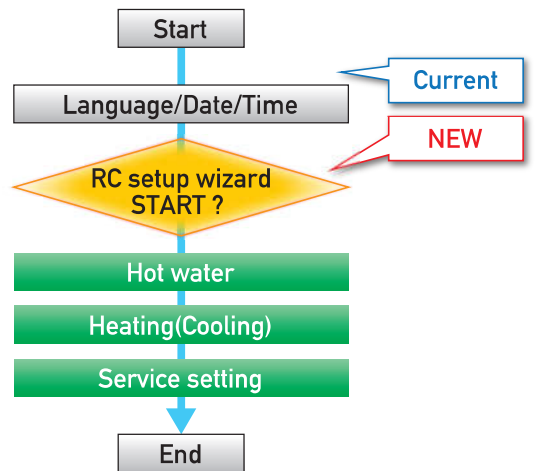 Start
Current
Language/Date/Time
NEW
RC setup wizard
START ?
Hot water
Heating(Cooling)
Service setting
End